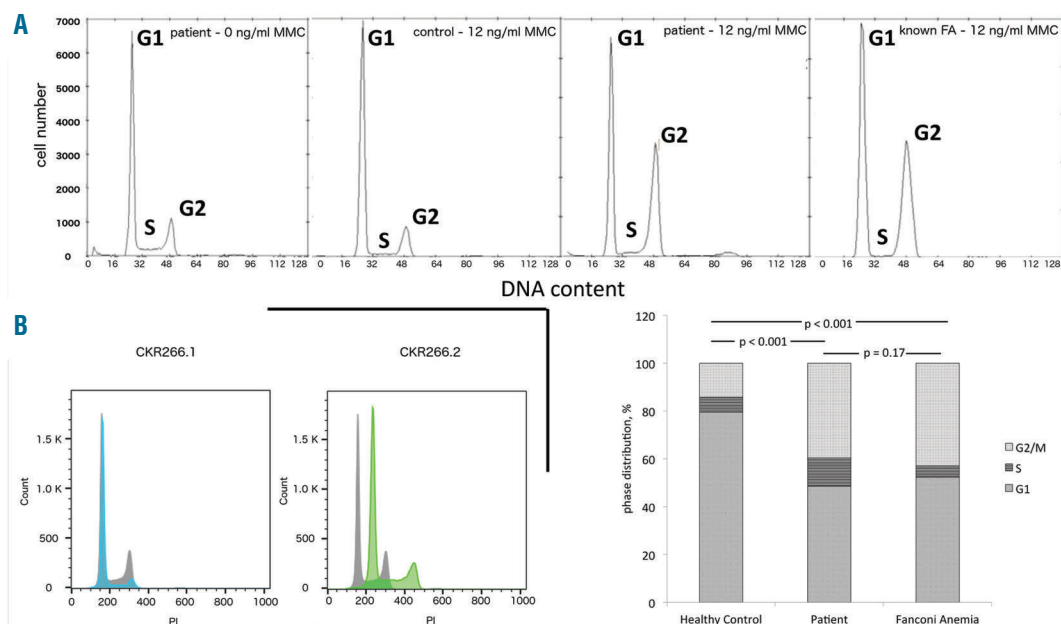 A
patient - 0 ng/ml MMC
control - 12 ng/ml MMC
patient - 12 ng/ml MMC
known FA - 12 ng/ml MMC
G1
S
G2
G1
S
G2
G1
S
G2
G1
S
G2
cell number
7000
6000
5000
4000
3000
2000
1000
0
0 16 32 48 64 80 96 112 128
0 16 32 48 64 80 96 112 128
0 16 32 48 64 80 96 112 128
0 16 32 48 64 80 96 112 128
DNA content
B
CKR266.1
Count
1.5 K
1.0 K
500
0
0 200 400 600 800 1000
PI
CKR266.2
Count
1.5 K
1.0 K
500
0
0 200 400 600 800 1000
PI
phase distribution, %
120
100
80
60
40
20
0
p < 0.001
p < 0.001
p = 0.17
G2/M
S
G1
Healthy Control
Patient
Fanconi Anemia